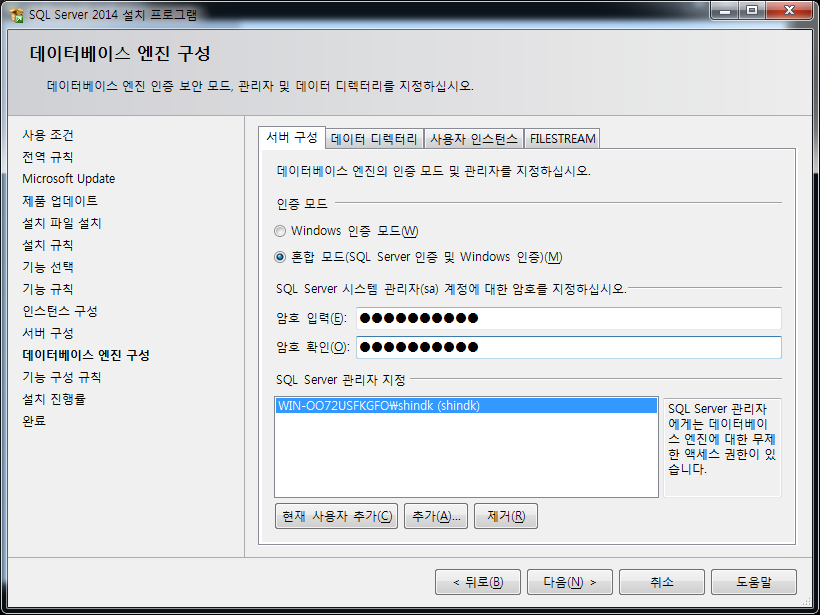 SQL Server 2014 설치 프로그램
데이터베이스 엔진 구성
데이터베이스 엔진 인증 보안 모드, 관리자 및 데이터 디렉터리를 지정하십시오.
사용 조건
전역 규칙
Microsoft Update
제품 업데이트
설치 파일 설치
설치 규칙
기능 선택
기능 규칙
인스턴스 구성
서버 구성
데이터베이스 엔진 구성
기능 구성 규칙
설치 진행률
완료
서버 구성 데이터 디렉터리 사용자 인스턴스 FILESTREAM
데이터베이스 엔진의 인증 모드 및 관리자를 지정하십시오.
인증 모드
Windows 인증 모드(W)
혼합 모드(SQL Server 인증 및 Windows 인증)(M)
SQL Server 시스템 관리자(sa) 계정에 대한 암호를 지정하십시오.
암호 입력(E): ●●●●●●●●●●
암호 확인(O): ●●●●●●●●●●
SQL Server 관리자 지정
WIN-OO72USFKGFO₩shindk (shindk)
SQL Server 관리자
에게는 데이터베이
스 엔진에 대한 무제
한 액세스 권한이 있
습니다.
현재 사용자 추가(C) 추가(A)... 제거(R)
< 뒤로(B) 다음(N) > 취소 도움말